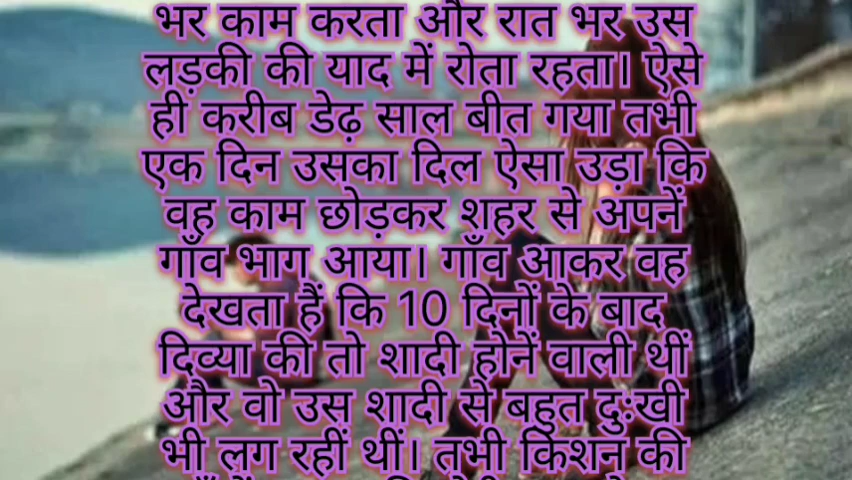 भर काम करता और रात भर उस
लड़की की याद में रोता रहता। ऐसे
ही करीब डेढ़ साल बीत गया तभी
एक दिन उसका दिल ऐसा उड़ा कि
वह काम छोड़कर शहर से अपनें
गाँव भाग आया। गाँव आकर वह
देखता हैं कि 10 दिनों के बाद
दिव्या की तो शादी होनें वाली थीं
और वो उस शादी से बहुत दुःखी
भी लग रहीं थीं। तभी किशन की